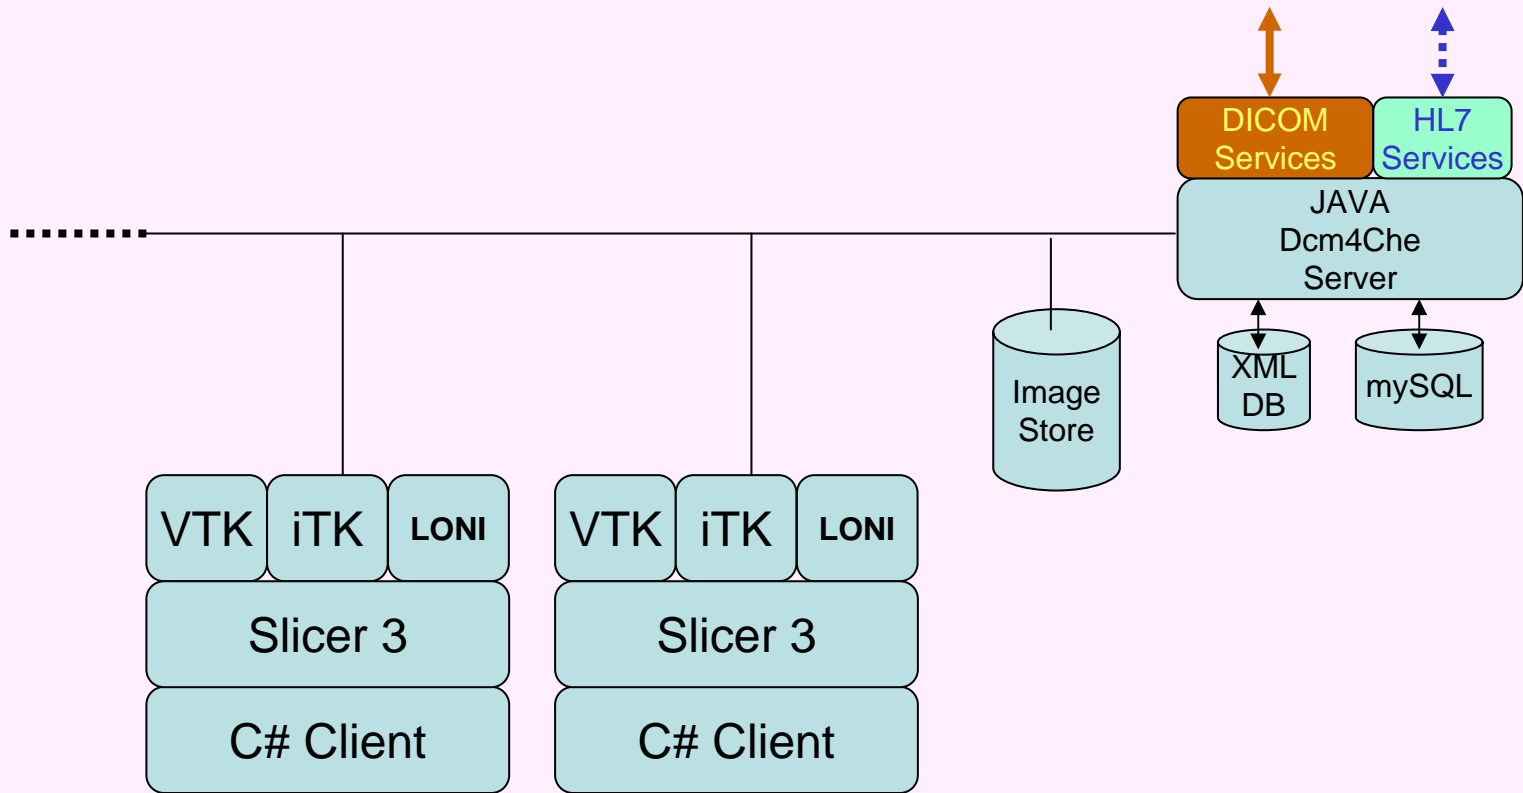 DICOM
Services
HL7
Services
JAVA
Dcm4Che
Server
Image
Store
XML
DB
mySQL
VTK
iTK
LONI
Slicer 3
C# Client
VTK
iTK
LONI
Slicer 3
C# Client